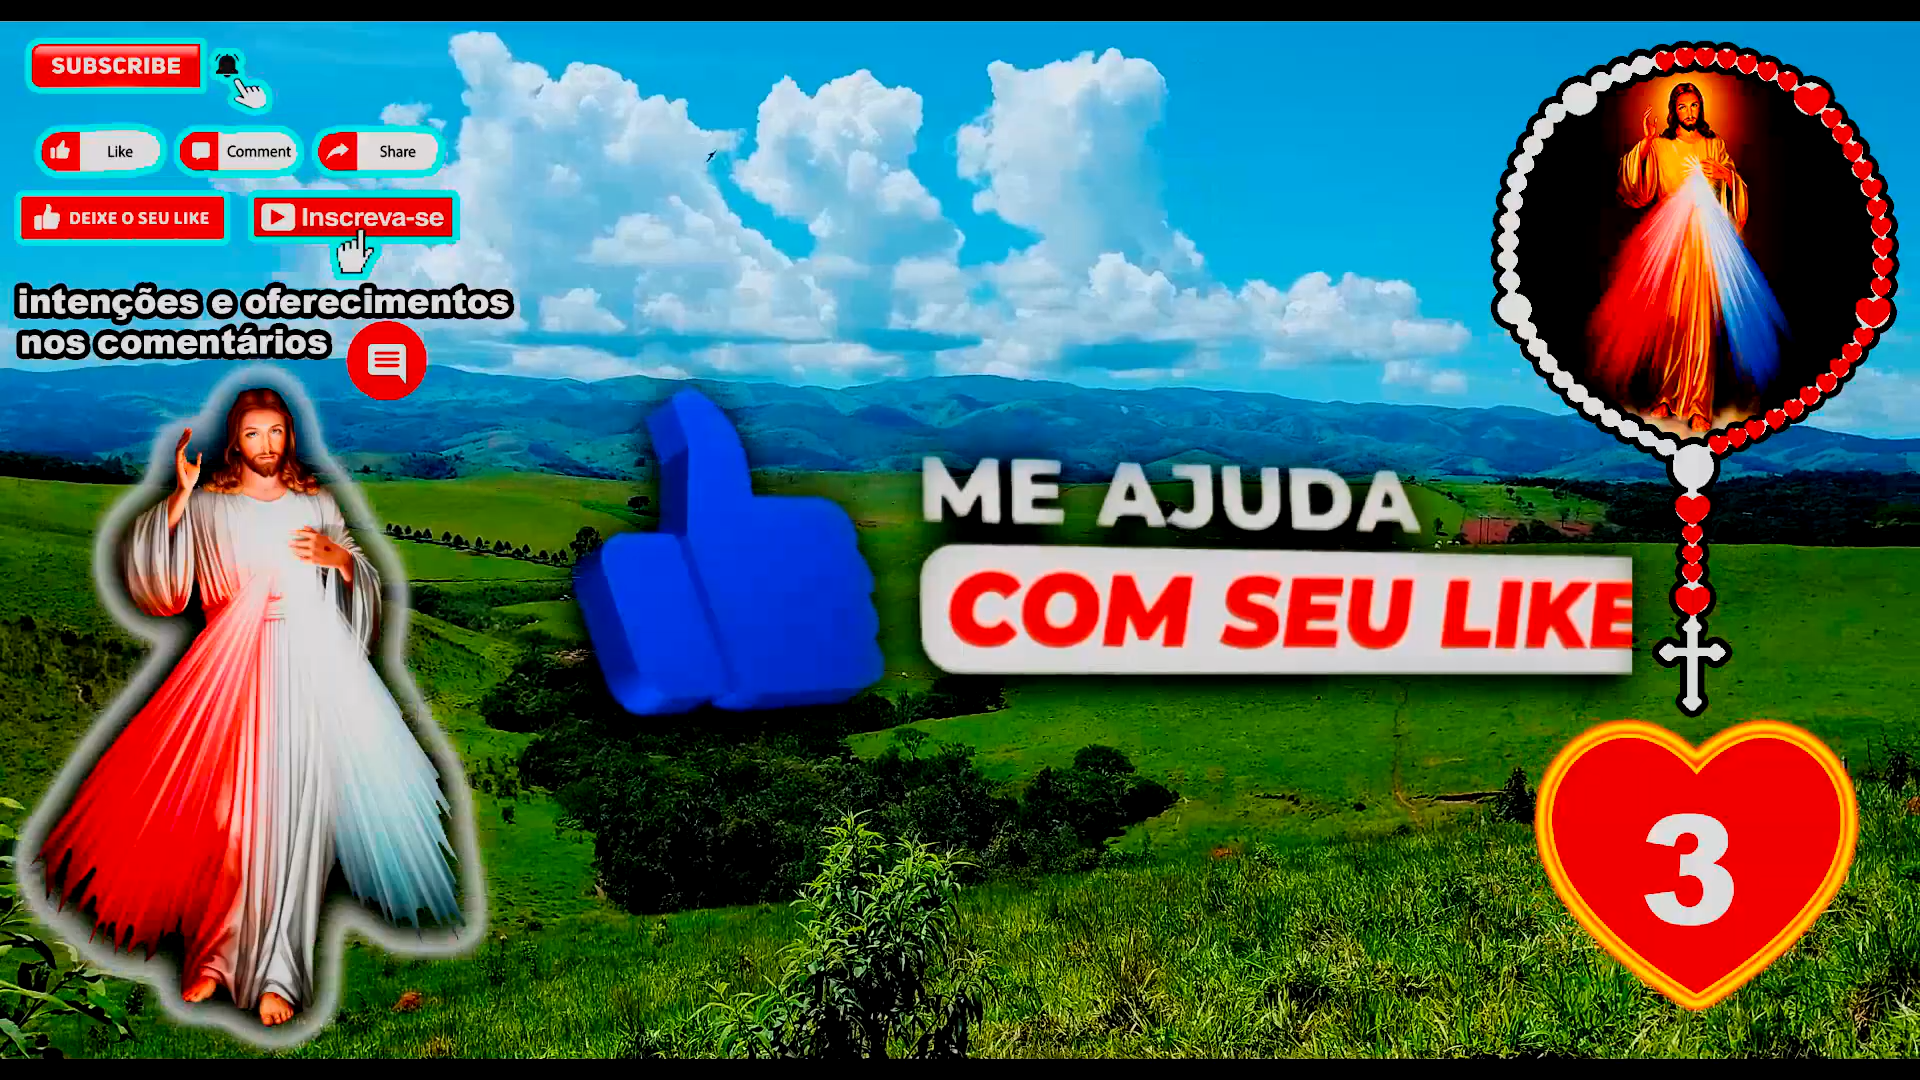 SUBSCRIBE
Like
Comment
Share
DEIXE O SEU LIKE
Inscreva-se
intenções e oferecimentos
nos comentários
ME AJUDA
COM SEU LIKE
3